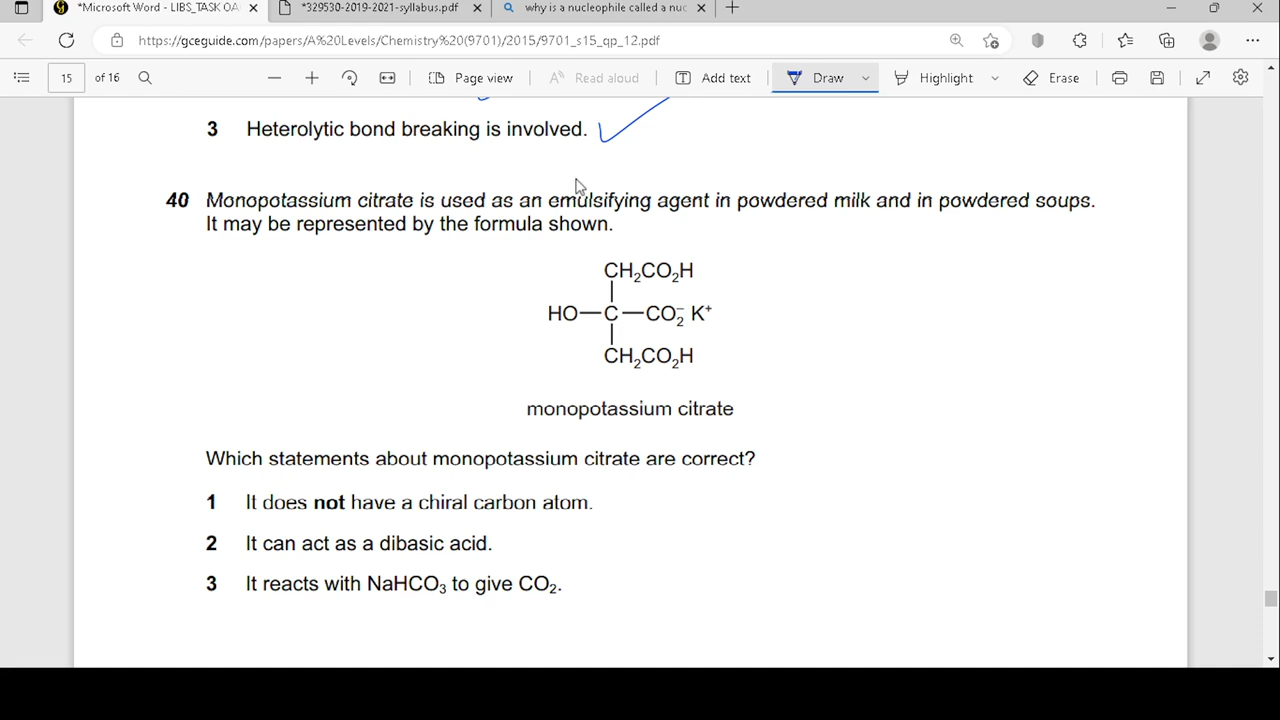 *Microsoft Word - LIBS_TASK OA
*329530-2019-2021-syllabus.pdf
why is a nucleophile called a nuc
https://gceguide.com/papers/A%20Levels/Chemistry%20(9701)/2015/9701_s15_qp_12.pdf
15 of 16
Page view
Read aloud
Add text
Draw
Highlight
Erase
3 Heterolytic bond breaking is involved.
40 Monopotassium citrate is used as an emulsifying agent in powdered milk and in powdered soups.
It may be represented by the formula shown.
CH₂CO₂H
HO—C—CO₂⁻ K⁺
CH₂CO₂H
monopotassium citrate
Which statements about monopotassium citrate are correct?
1 It does not have a chiral carbon atom.
2 It can act as a dibasic acid.
3 It reacts with NaHCO₃ to give CO₂.